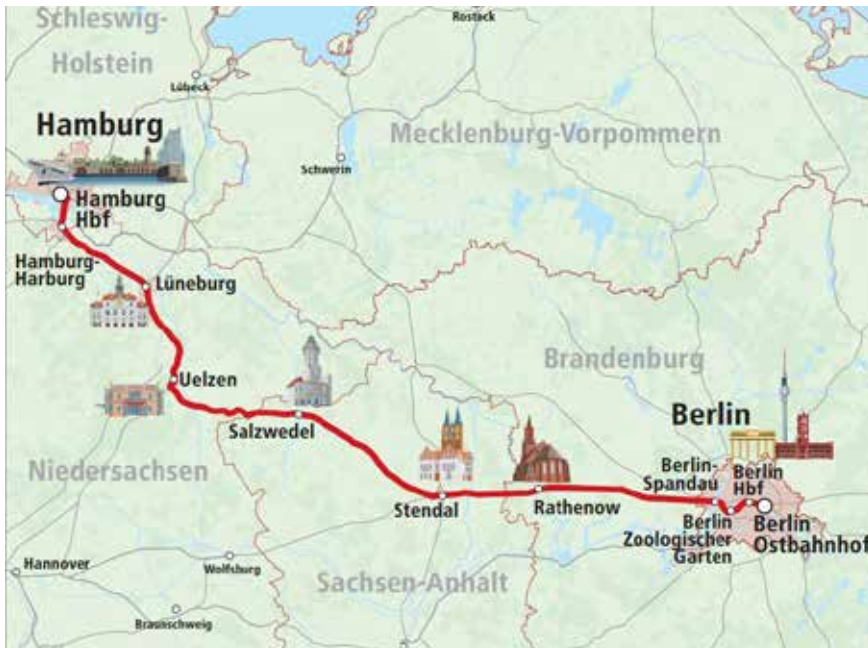 Schleswig-
Holstein
Rostock
Lübeck
Hamburg
Mecklenburg-Vorpommern
Schwerin
Hamburg
Hbf
Hamburg-
Harburg
Lüneburg
Uelzen
Brandenburg
Salzwedel
Berlin
Niedersachsen
Berlin-
Spandau
Berlin
Hbf
Stendal
Rathenow
Berlin
Zoologischer
Garten
Berlin
Ostbahnhof
Hannover
Wolfsburg
Sachsen-Anhalt
Braunschweig